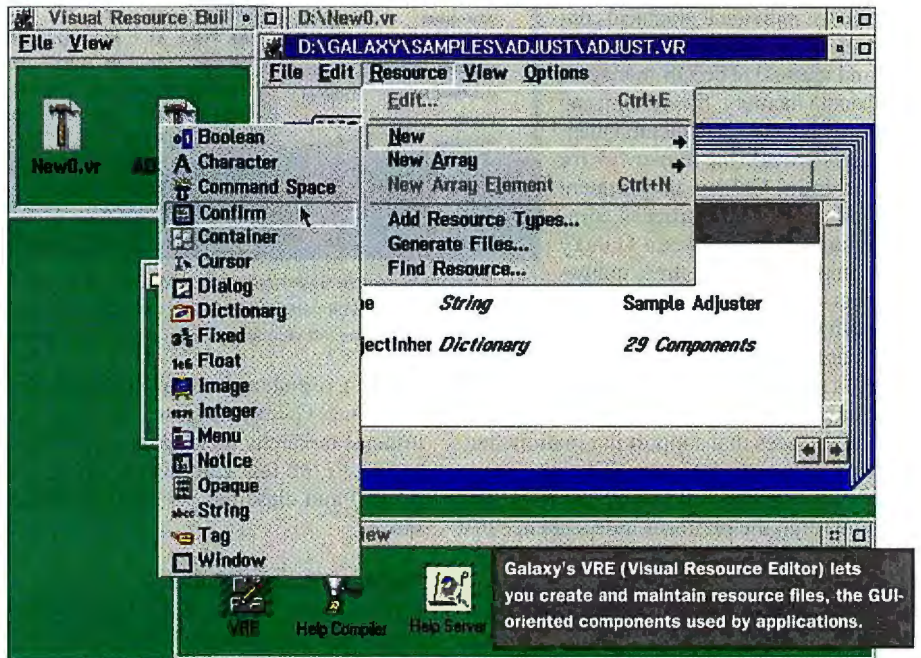 Visual Resource Buil
File View
New0.vr
D:\New0.vr
D:\GALAXY\SAMPLES\ADJUST\ADJUST.VR
File Edit Resource View Options
Edit... Ctrl+E
New
New Array
New Array Element Ctrl+N
Add Resource Types...
Generate Files...
Find Resource...
Boolean
Character
Command Space
Confirm
Container
Cursor
Dialog
Dictionary
Fixed
Float
Image
Integer
Menu
Notice
Opaque
String
Tag
Window
String Sample Adjuster
jectInher Dictionary 29 Components
iew
VRE Help Compiler Help Server
Galaxy's VRE (Visual Resource Editor) lets
you create and maintain resource files, the GUI-
oriented components used by applications.